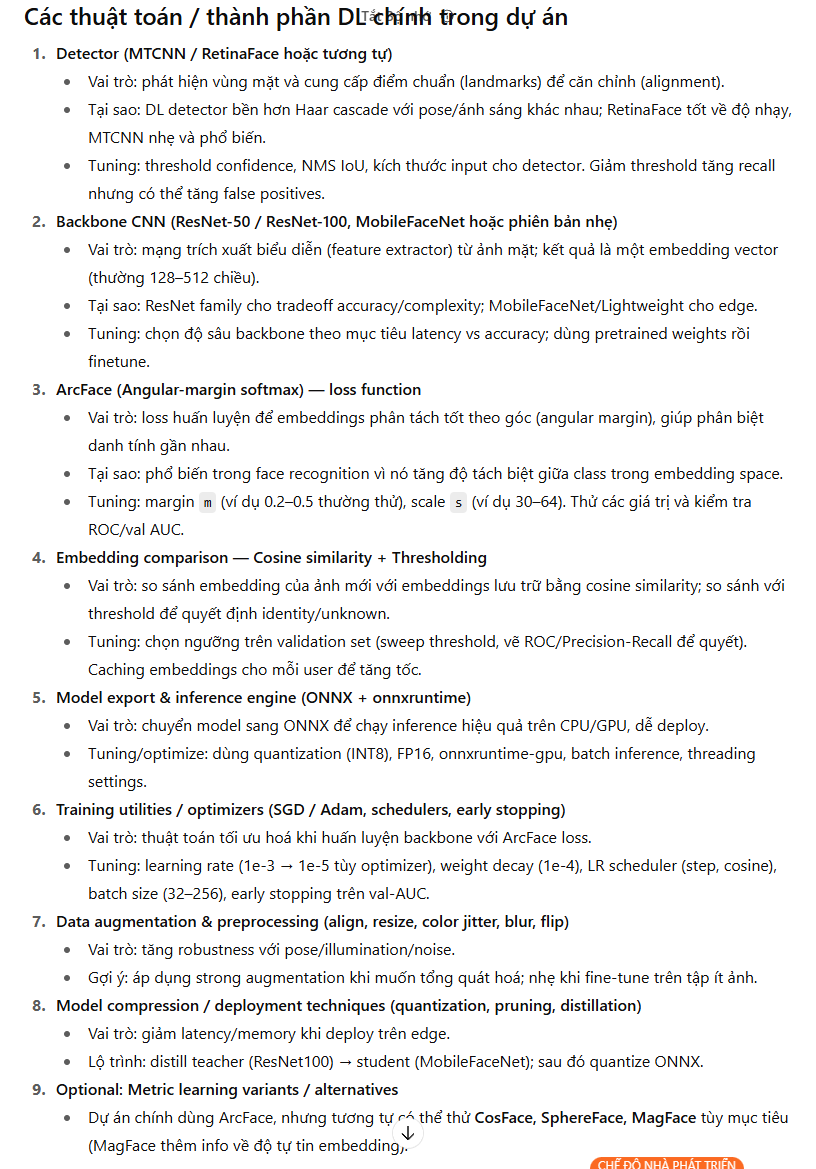 Các thuật toán / thành phần DL chính trong dự án
1. Detector (MTCNN / RetinaFace hoặc tương tự)
• Vai trò: phát hiện vùng mặt và cung cấp điểm chuẩn (landmarks) để căn chỉnh (alignment).
• Tại sao: DL detector bền hơn Haar cascade với pose/ánh sáng khác nhau; RetinaFace tốt về độ nhạy,
MTCNN nhẹ và phổ biến.
• Tuning: threshold confidence, NMS IoU, kích thước input cho detector. Giảm threshold tăng recall
nhưng có thể tăng false positives.
2. Backbone CNN (ResNet-50 / ResNet-100, MobileFaceNet hoặc phiên bản nhẹ)
• Vai trò: mạng trích xuất biểu diễn (feature extractor) từ ảnh mặt; kết quả là một embedding vector
(thường 128–512 chiều).
• Tại sao: ResNet family cho tradeoff accuracy/complexity; MobileFaceNet/Lightweight cho edge.
• Tuning: chọn độ sâu backbone theo mục tiêu latency vs accuracy; dùng pretrained weights rồi
finetune.
3. ArcFace (Angular-margin softmax) — loss function
• Vai trò: loss huấn luyện để embeddings phân tách tốt theo góc (angular margin), giúp phân biệt
danh tính gần nhau.
• Tại sao: phổ biến trong face recognition vì nó tăng độ tách biệt giữa class trong embedding space.
• Tuning: margin m (ví dụ 0.2–0.5 thường thử), scale s (ví dụ 30–64). Thử các giá trị và kiểm tra
ROC/val AUC.
4. Embedding comparison — Cosine similarity + Thresholding
• Vai trò: so sánh embedding của ảnh mới với embeddings lưu trữ bằng cosine similarity; so sánh với
threshold để quyết định identity/unknown.
• Tuning: chọn ngưỡng trên validation set (sweep threshold, vẽ ROC/Precision-Recall để quyết).
Caching embeddings cho mỗi user để tăng tốc.
5. Model export & inference engine (ONNX + onnxruntime)
• Vai trò: chuyển model sang ONNX để chạy inference hiệu quả trên CPU/GPU, dễ deploy.
• Tuning/optimize: dùng quantization (INT8), FP16, onnxruntime-gpu, batch inference, threading
settings.
6. Training utilities / optimizers (SGD / Adam, schedulers, early stopping)
• Vai trò: thuật toán tối ưu hoá khi huấn luyện backbone với ArcFace loss.
• Tuning: learning rate (1e-3 → 1e-5 tùy optimizer), weight decay (1e-4), LR scheduler (step, cosine),
batch size (32–256), early stopping trên val-AUC.
7. Data augmentation & preprocessing (align, resize, color jitter, blur, flip)
• Vai trò: tăng robustness với pose/illumination/noise.
• Gợi ý: áp dụng strong augmentation khi muốn tổng quát hoá; nhẹ khi fine-tune trên tập ít ảnh.
8. Model compression / deployment techniques (quantization, pruning, distillation)
• Vai trò: giảm latency/memory khi deploy trên edge.
• Lộ trình: distill teacher (ResNet100) → student (MobileFaceNet); sau đó quantize ONNX.
9. Optional: Metric learning variants / alternatives
• Dự án chính dùng ArcFace, nhưng tương tự có thể thử CosFace, SphereFace, MagFace tùy mục tiêu
(MagFace thêm info về độ tự tin embedding).
CHẾ ĐỘ NHÀ PHÁT TRIỂN